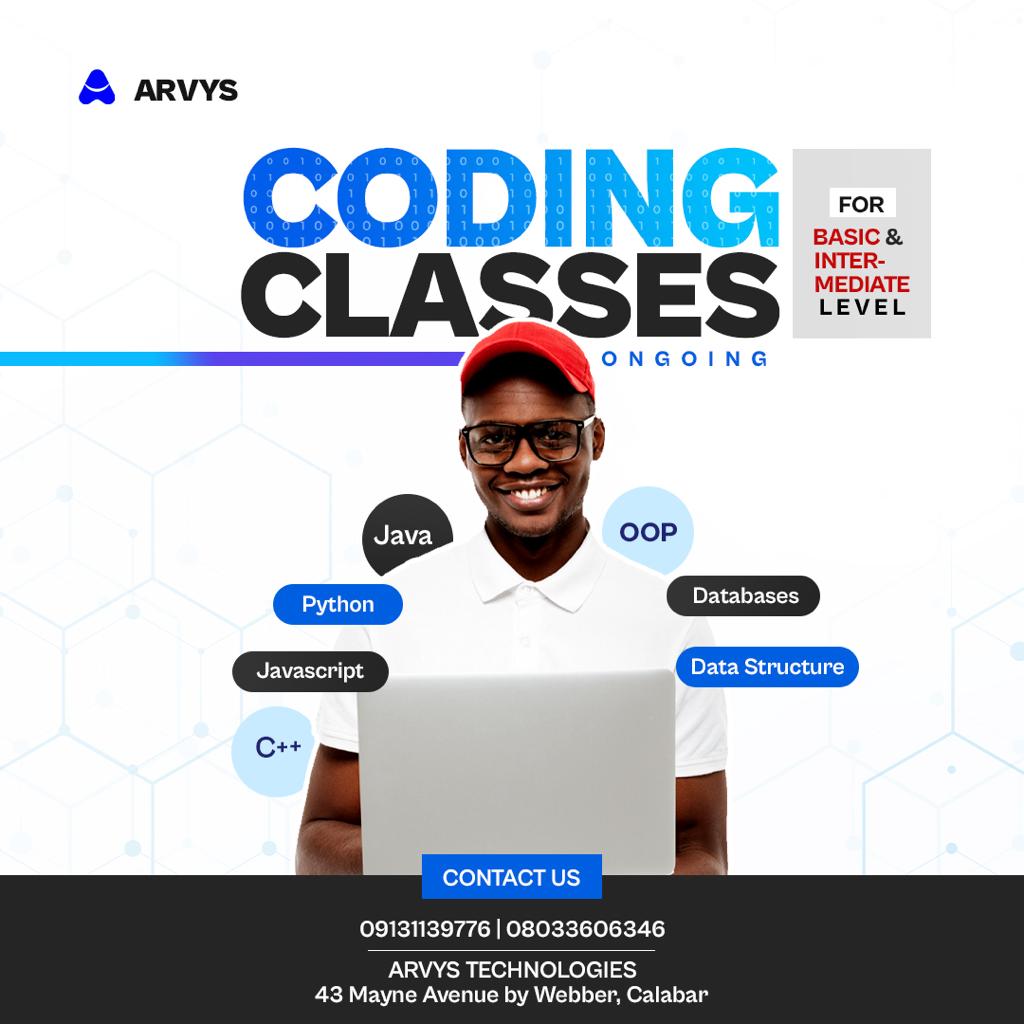 ARVYS
CODING
CLASSES
ONGOING
FOR
BASIC &
INTER-
MEDIATE
LEVEL
Java
OOP
Python
Databases
Javascript
Data Structure
C++
CONTACT US
09131139776 | 08033606346
ARVYS TECHNOLOGIES
43 Mayne Avenue by Webber, Calabar